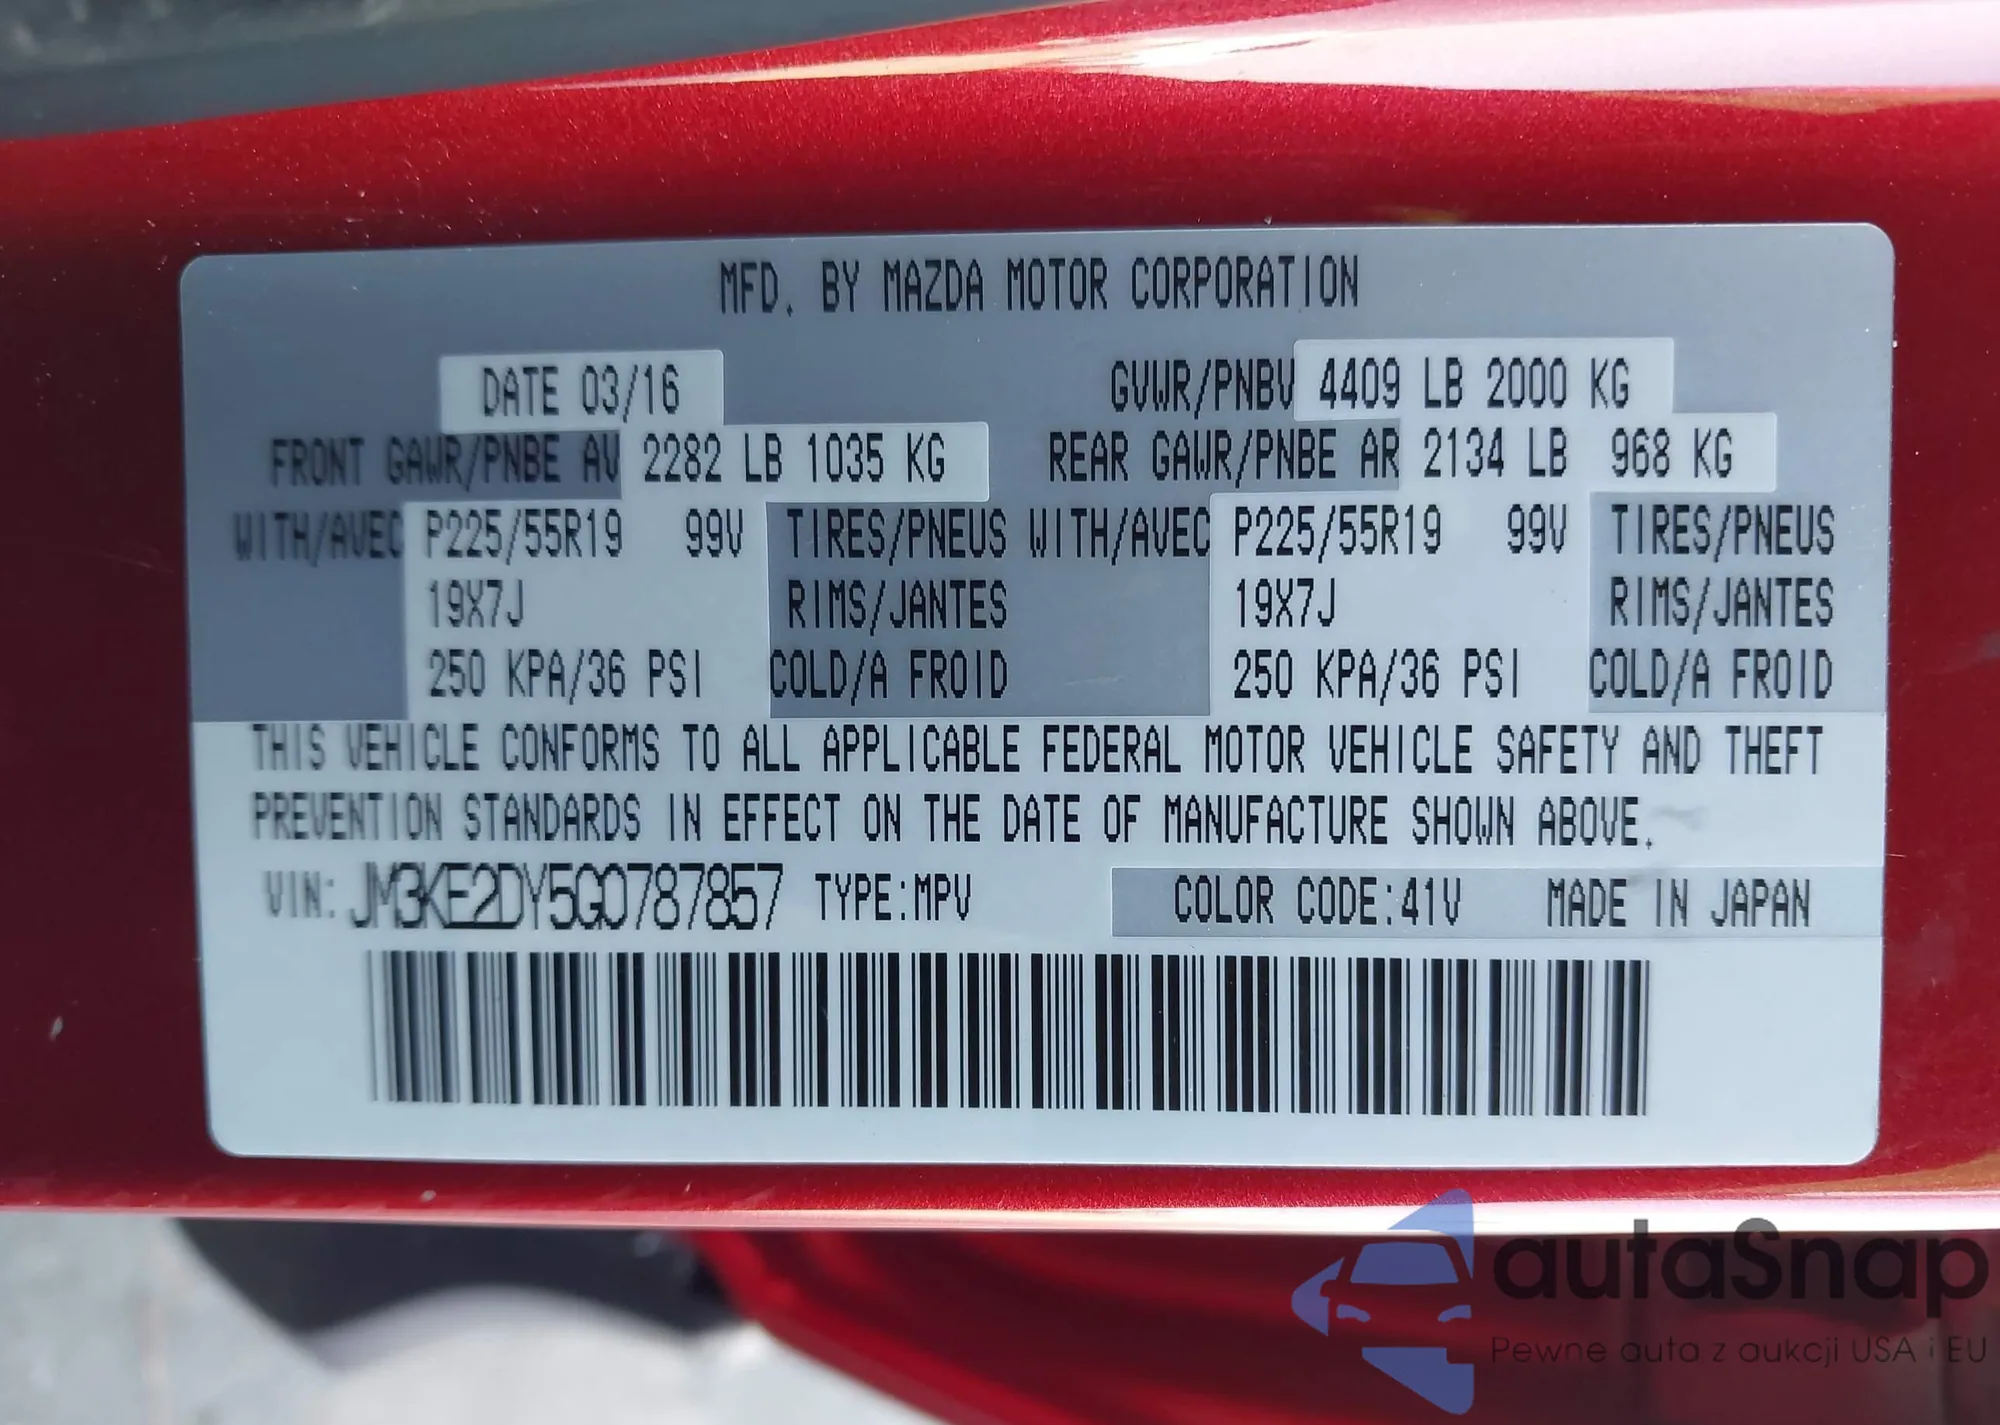 MFD. BY MAZDA MOTOR CORPORATION
DATE 03/16 GVWR/PNBV 4409 LB 2000 KG
FRONT GAWR/PNBE AV 2282 LB 1035 KG REAR GAWR/PNBE AR 2134 LB 968 KG
WITH/AVEC P225/55R19 99V TIRES/PNEUS WITH/AVEC P225/55R19 99V TIRES/PNEUS
19X7J RIMS/JANTES 19X7J RIMS/JANTES
250 KPA/36 PSI COLD/A FROID 250 KPA/36 PSI COLD/A FROID
THIS VEHICLE CONFORMS TO ALL APPLICABLE FEDERAL MOTOR VEHICLE SAFETY AND THEFT
PREVENTION STANDARDS IN EFFECT ON THE DATE OF MANUFACTURE SHOWN ABOVE.
VIN: JM3KE2DY5G0787857 TYPE:MPV COLOR CODE:41V MADE IN JAPAN
autaSnap
Pewne auta z aukcji USA i EU